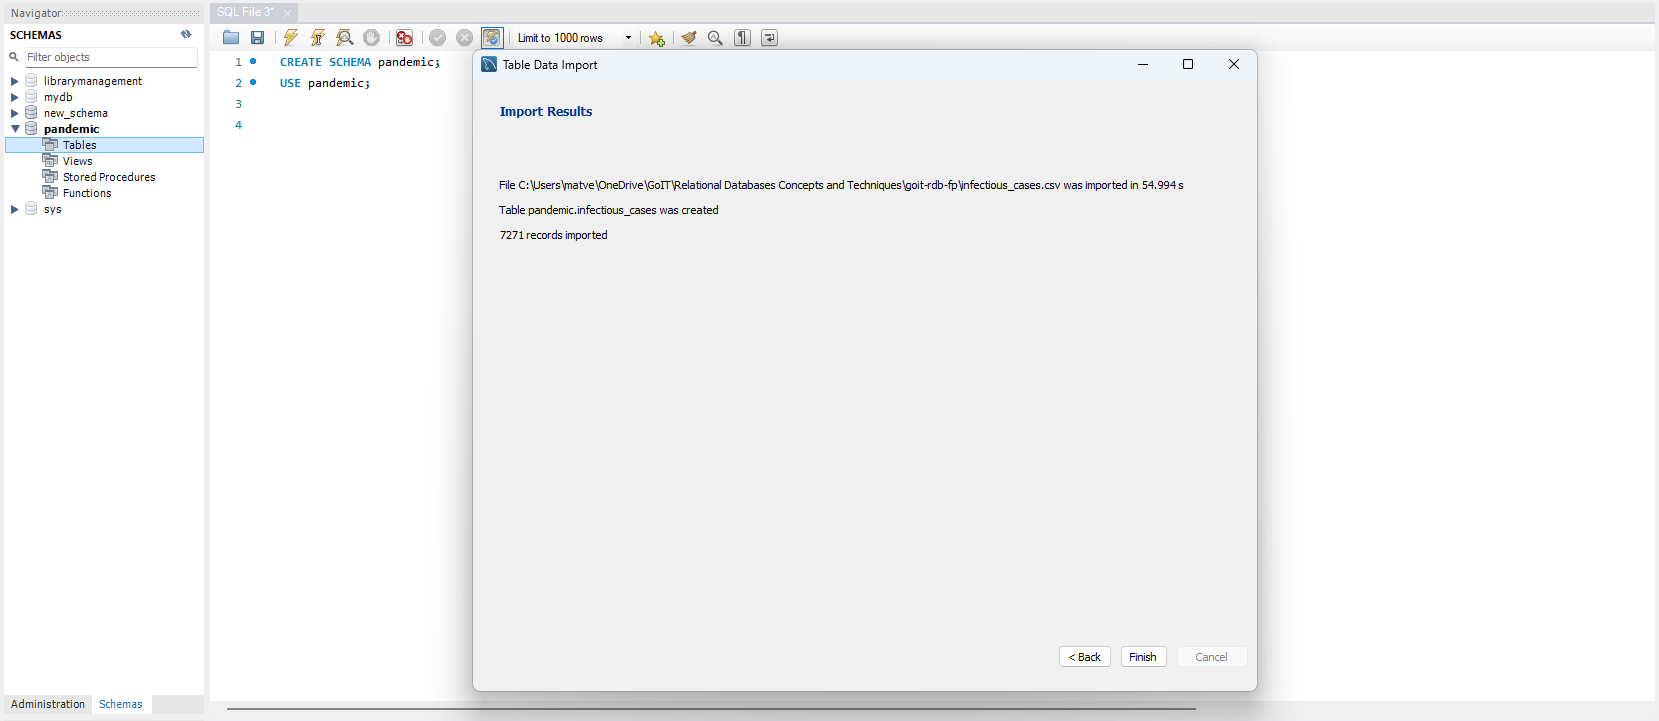 Navigator
SCHEMAS
Filter objects
librarymanagement
mydb
new_schema
pandemic
Tables
Views
Stored Procedures
Functions
sys
Administration
Schemas
SQL File 3*
Limit to 1000 rows
1 CREATE SCHEMA pandemic;
2 USE pandemic;
3
4
Table Data Import
Import Results
File C:\Users\matve\OneDrive\GoIT\Relational Databases Concepts and Techniques\goit-rdb-fp\infectious_cases.csv was imported in 54.994 s
Table pandemic.infectious_cases was created
7271 records imported
< Back
Finish
Cancel